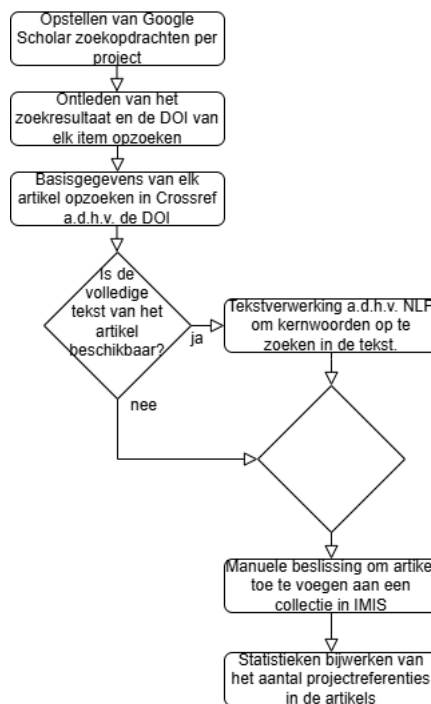 Opstellen van Google
Scholar zoekopdrachten per
project
Ontleden van het
zoekresultaat en de DOI van
elk item opzoeken
Basisgegevens van elk
artikel opzoeken in Crossref
a.d.h.v. de DOI
Is de
volledige
tekst van het
artikel
beschikbaar?
ja
nee
Tekstverwerking a.d.h.v. NLP
om kernwoorden op te
zoeken in de tekst.
Manuele beslissing om artikel
toe te voegen aan een
collectie in IMIS
Statistieken bijwerken van
het aantal projectreferenties
in de artikels